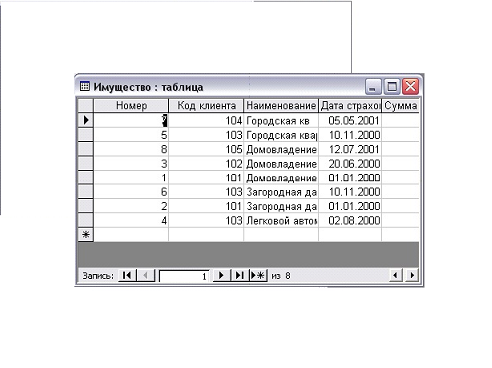 Имущество : таблица
Номер Код клиента Наименование Дата страхо Сумма
104 Городская кв 05.05.2001
5 103 Городская ква 10.11.2000
8 105 Домовладение 12.07.2001
3 102 Домовладение 20.06.2000
1 101 Домовладение 01.01.2000
6 103 Загородная да 10.11.2000
2 101 Загородная да 01.01.2000
4 103 Легковой автом 02.08.2000
Запись: 1 из 8